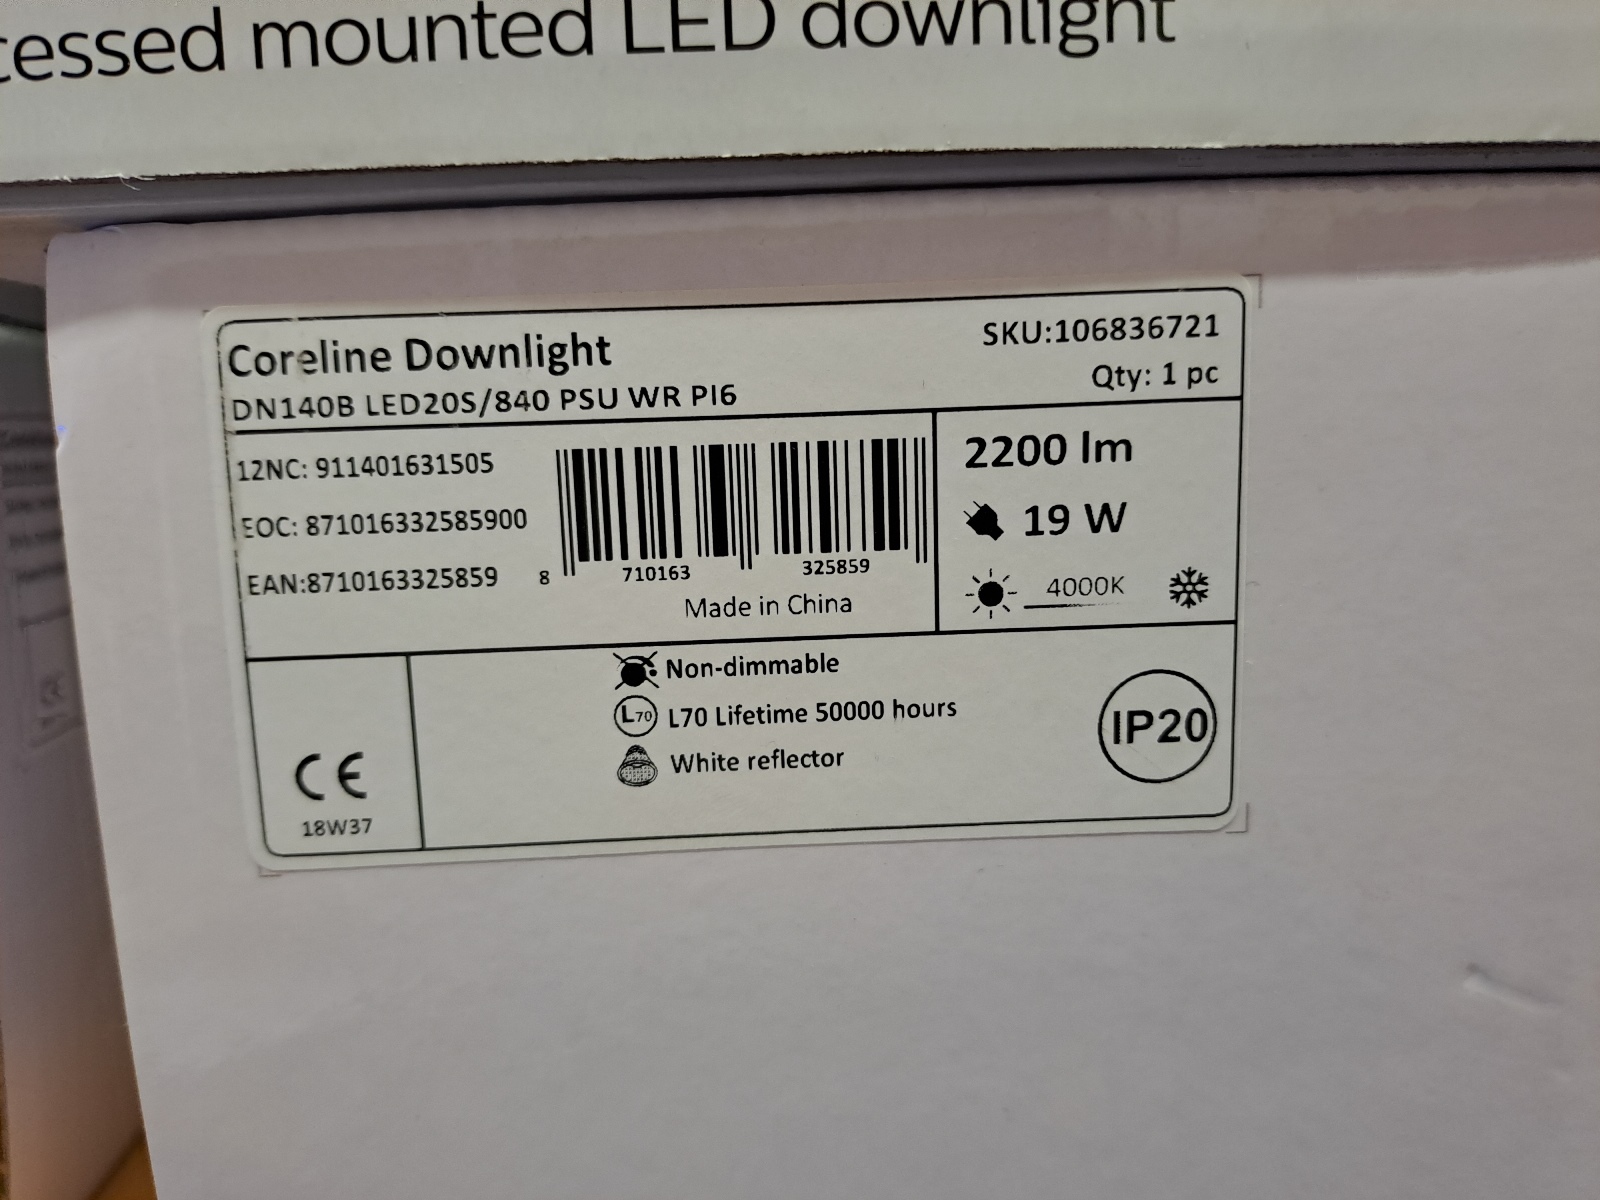 cessed mounted LED downlight
Coreline Downlight
DN140B LED20S/840 PSU WR PI6
SKU:106836721
Qty: 1 pc
12NC: 911401631505
EOC: 871016332585900
EAN:8710163325859
8 710163 325859
Made in China
2200 lm
19 W
4000K
CE
18W37
Non-dimmable
L70 L70 Lifetime 50000 hours
White reflector
IP20